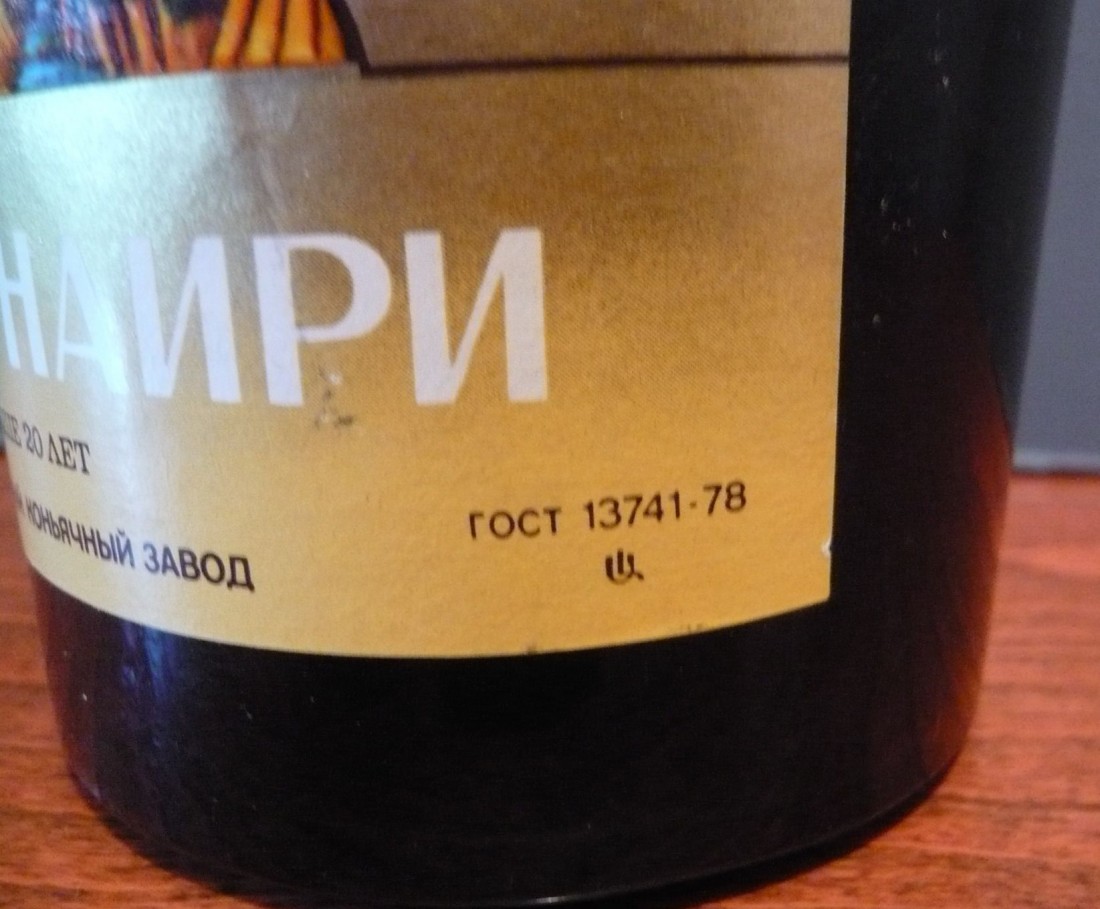 НАИРИ
20 ЛЕТ
КОНЬЯЧНЫЙ ЗАВОД
ГОСТ 13741-78